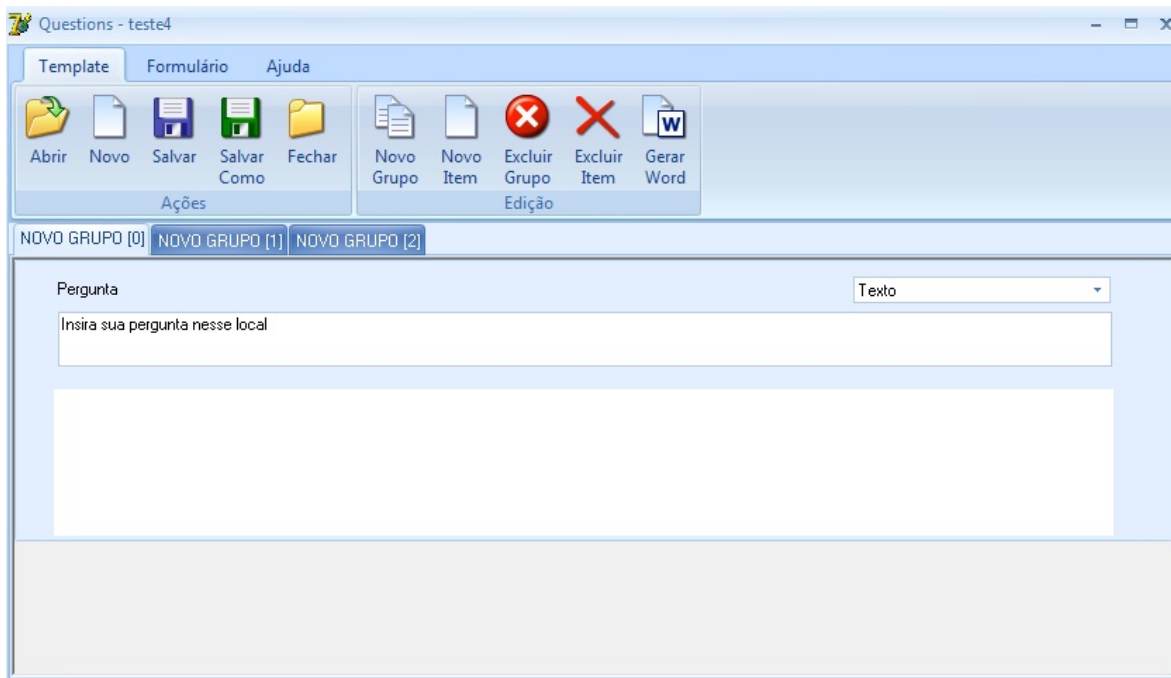 Questions - teste4
Template Formulário Ajuda
Abrir Novo Salvar Salvar Como Fechar Novo Grupo Novo Item Excluir Grupo Excluir Item Gerar Word
Ações Edição
NOVO GRUPO [0] NOVO GRUPO [1] NOVO GRUPO [2]
Pergunta Texto
Insira sua pergunta nesse local